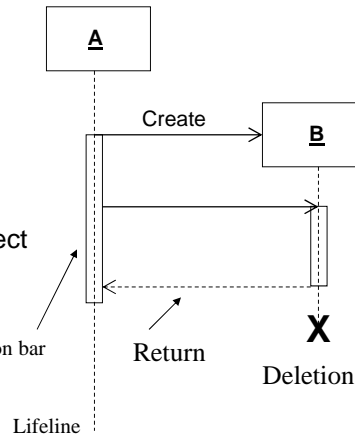 A
Create
B
ect
on bar
Return
X
Deletion
Lifeline